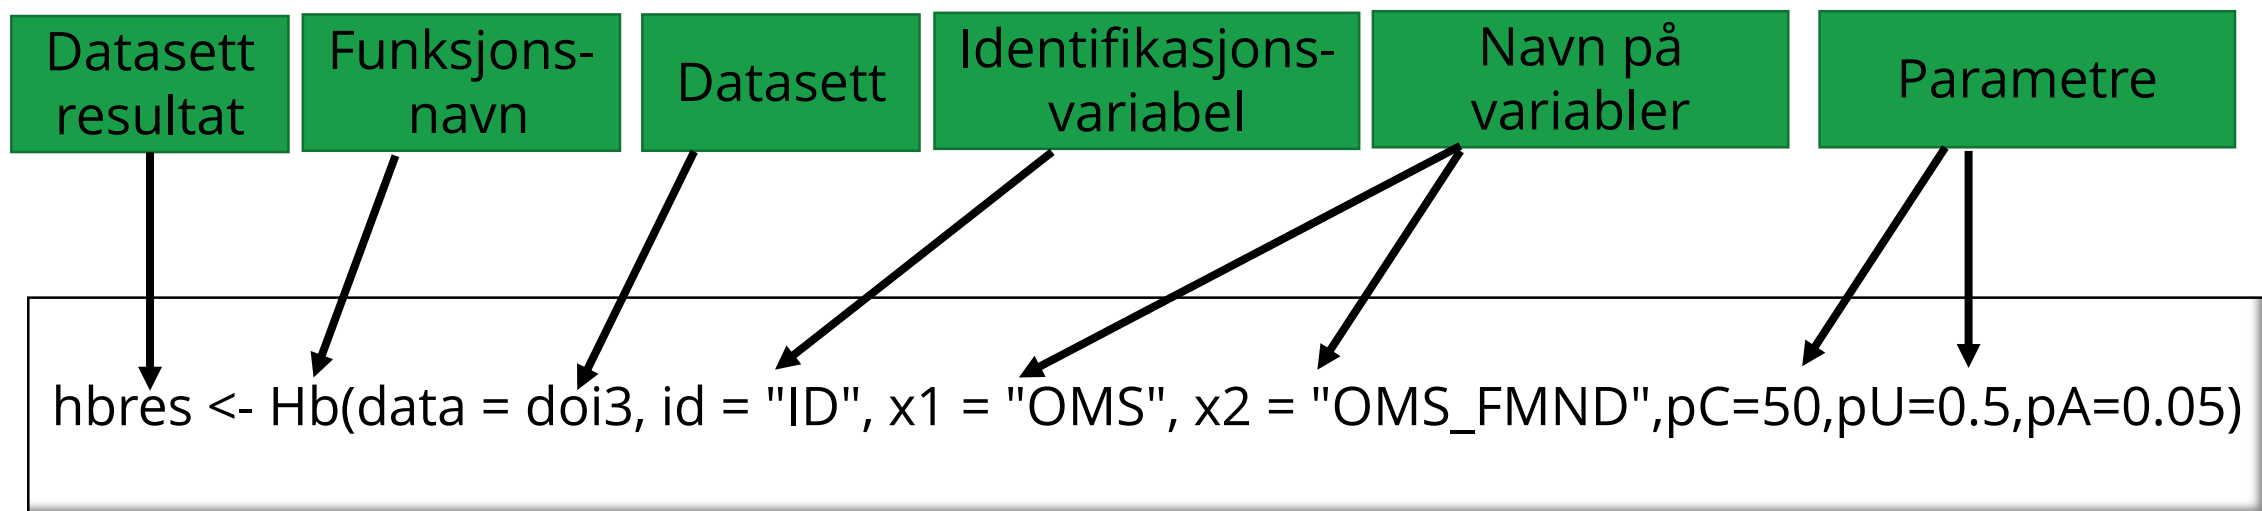 Datasett
resultat
Funksjons-
navn
Datasett
Identifikasjons-
variabel
Navn på
variabler
Parametre
hbres <- Hb(data = doi3, id = "ID", x1 = "OMS", x2 = "OMS_FMND",pC=50,pU=0.5,pA=0.05)